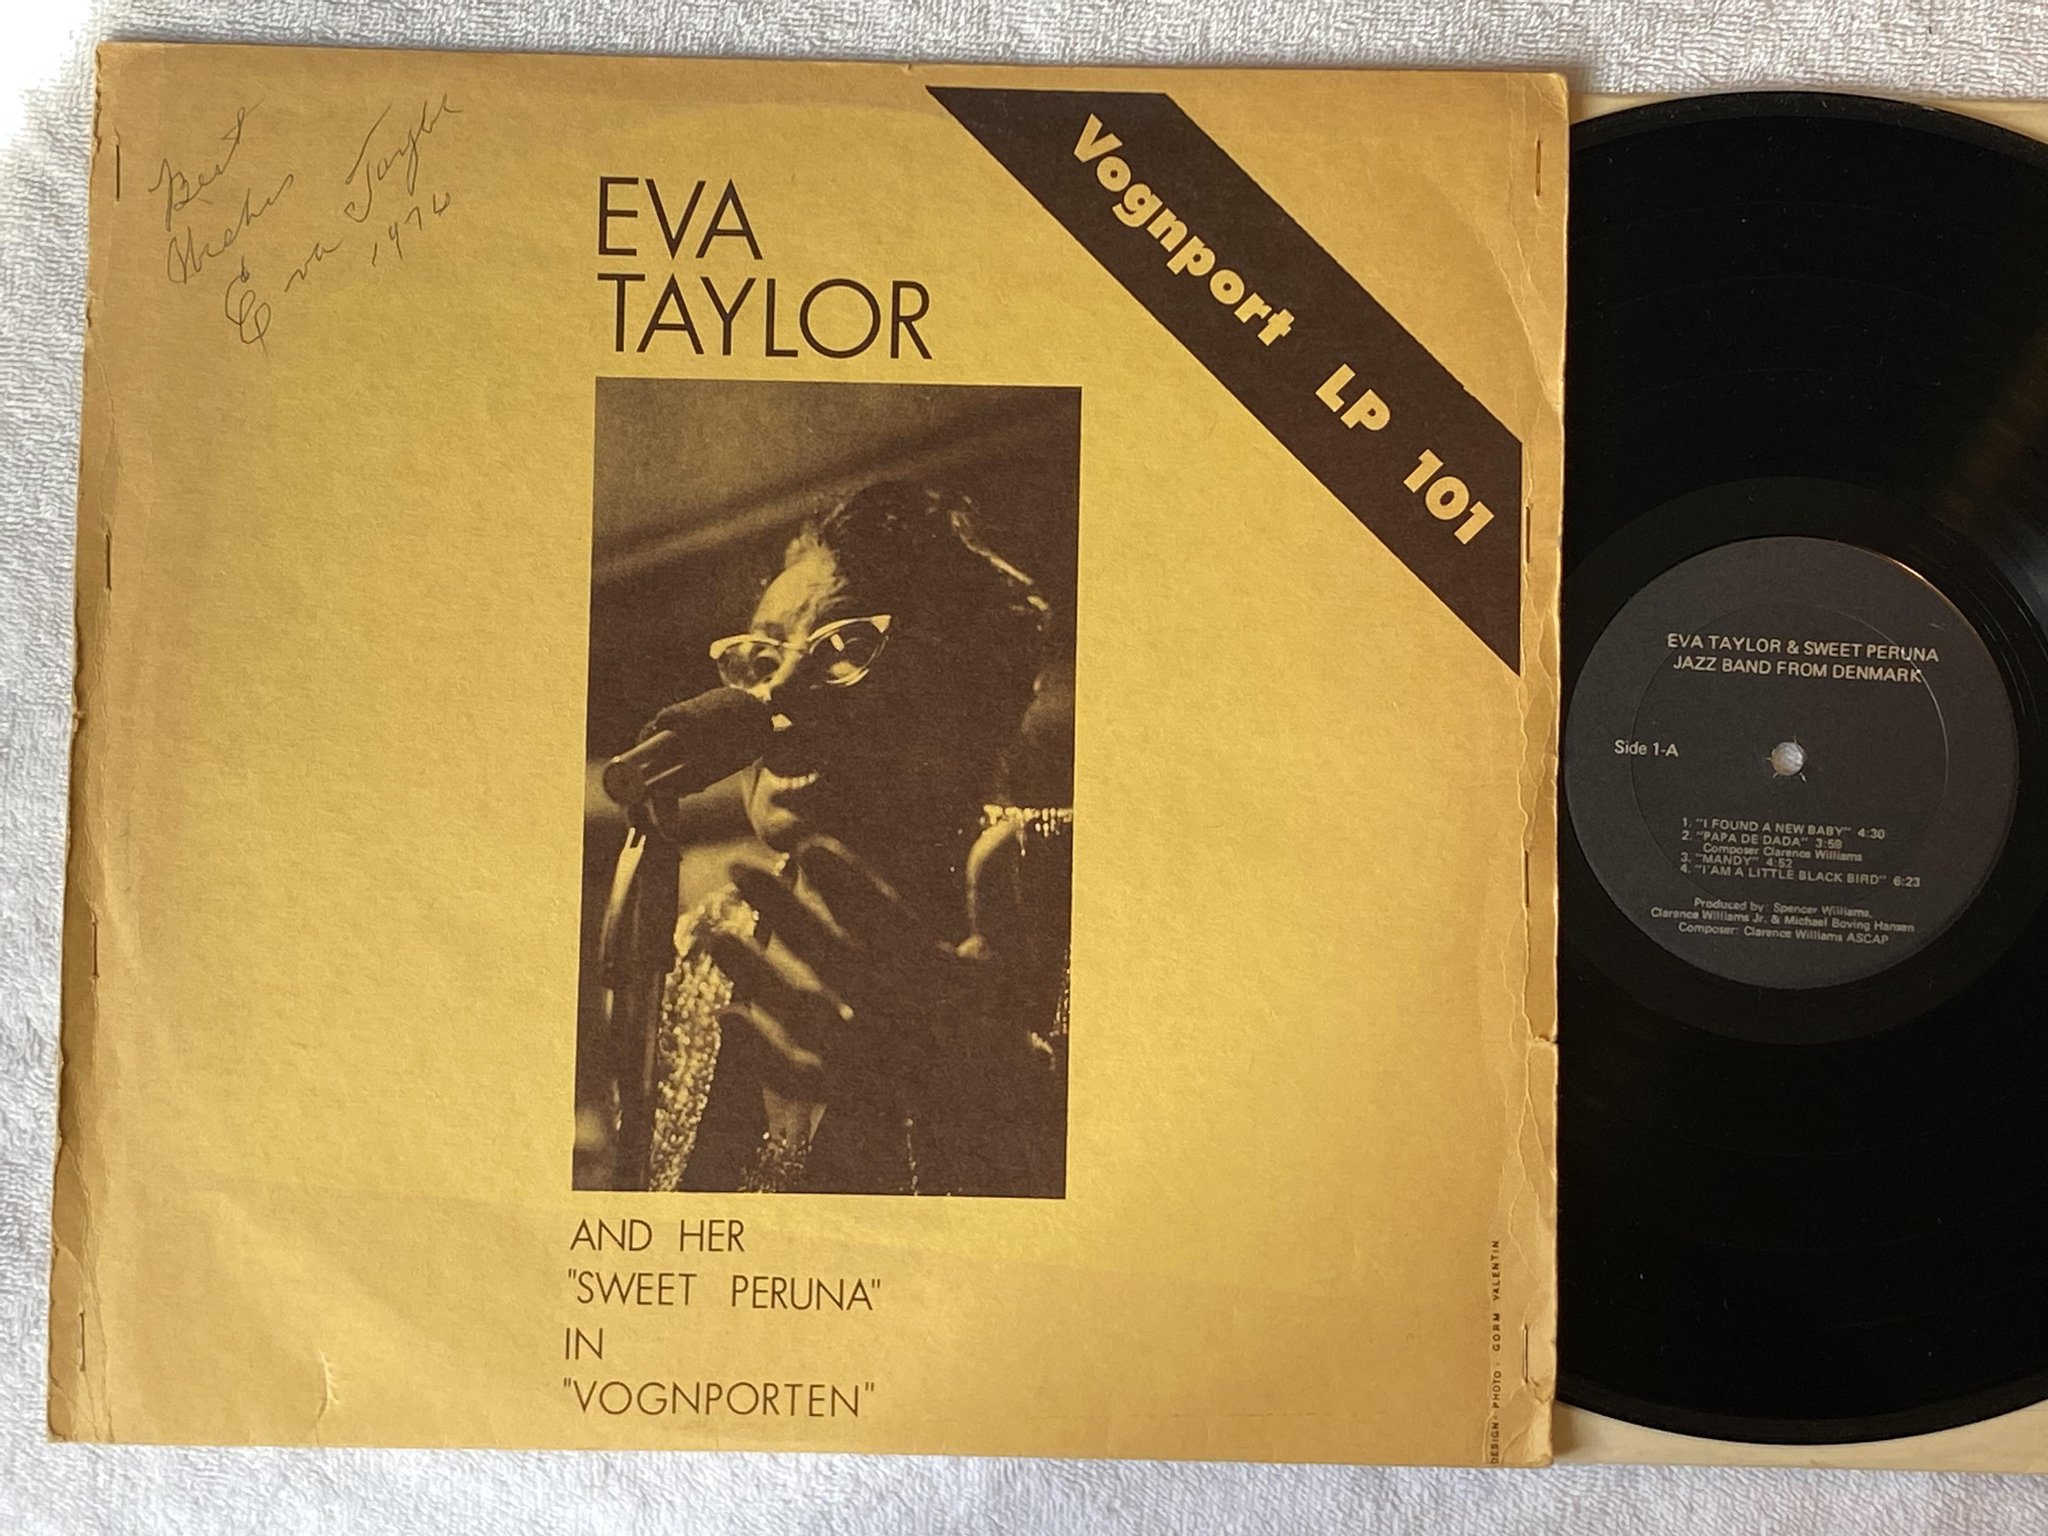 Best
Wishes
Eva Taylor
1976
EVA
TAYLOR
Vognport LP 101
AND HER
"SWEET PERUNA"
IN
"VOGNPORTEN"
DESIGN - PHOTO - GORM VALENTIN
EVA TAYLOR & SWEET PERUNA
JAZZ BAND FROM DENMARK
Side 1-A
1. "I FOUND A NEW BABY" 4:30
2. "PAPA DE DADA" 3:59
Composer Clarence Williams
3. "MANDY" 4:52
4. "I'AM A LITTLE BLACK BIRD" 6:23
Produced by: Spencer Williams,
Clarence Williams Jr. & Michael Boving Hansen
Composer: Clarence Williams ASCAP